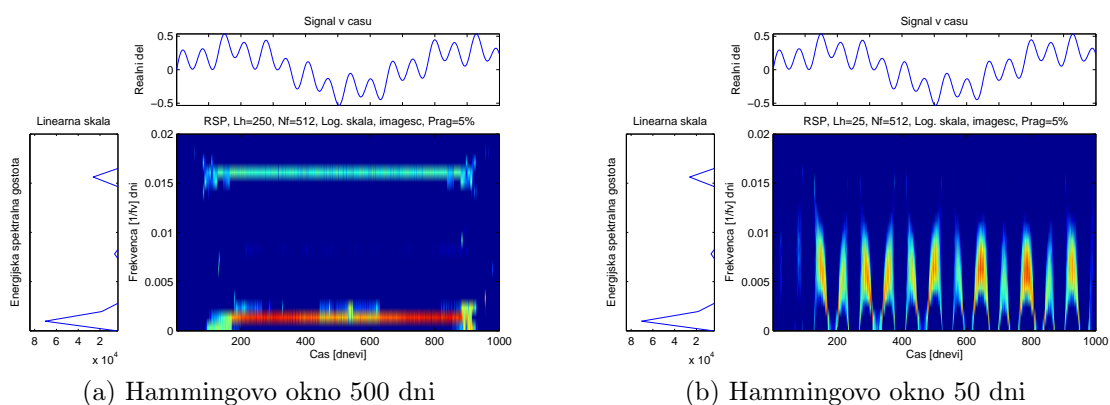 Signal v casu
Realni del
0.5
0
−0.5
Linearna skala
RSP, Lh=250, Nf=512, Log. skala, imagesc, Prag=5%
Energijska spektralna gostota
Frekvenca [1/fv] dni
0.02
0.015
0.01
0.005
0
8 6 4 2
x 10^4
200 400 600 800 1000
Cas [dnevi]
(a) Hammingovo okno 500 dni
Signal v casu
Realni del
0.5
0
−0.5
Linearna skala
RSP, Lh=25, Nf=512, Log. skala, imagesc, Prag=5%
Energijska spektralna gostota
Frekvenca [1/fv] dni
0.02
0.015
0.01
0.005
0
8 6 4 2
x 10^4
200 400 600 800 1000
Cas [dnevi]
(b) Hammingovo okno 50 dni